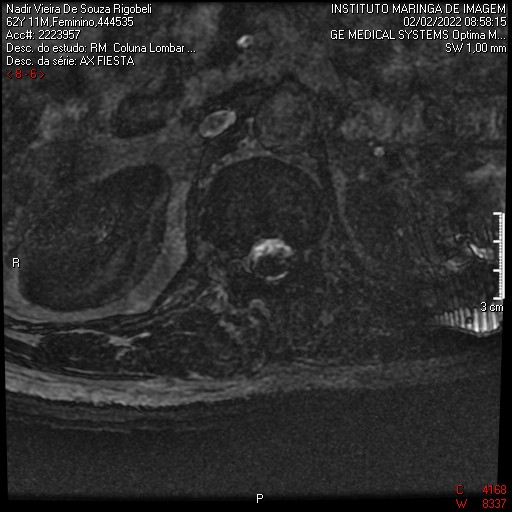 Nadir Vieira De Souza Rigobeli
62Y 11M,Feminino,444535
Acc#: 2223957
Desc. do estudo: RM Coluna Lombar ...
Desc. da série: AX FIESTA
< 8 - 6 >
INSTITUTO MARINGA DE IMAGEM
02/02/2022 08:58:15
GE MEDICAL SYSTEMS Optima M...
SW 1,00 mm
R
3 cm
P
C 4168
W 8337